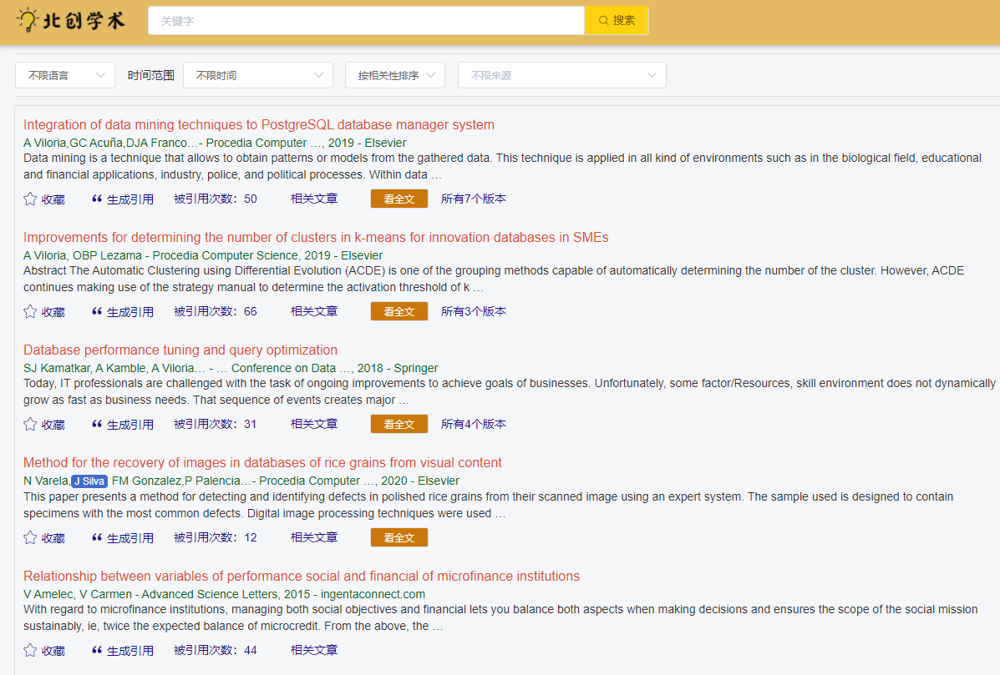 北创学术
关键字
搜索
不限语言 时间范围 不限时间 按相关性排序 不限来源
Integration of data mining techniques to PostgreSQL database manager system
A Viloria,GC Acuña,DJA Franco…- Procedia Computer …, 2019 - Elsevier
Data mining is a technique that allows to obtain patterns or models from the gathered data. This technique is applied in all kind of environments such as in the biological field, educational
and financial applications, industry, police, and political processes. Within data …
收藏 生成引用 被引用次数：50 相关文章 看全文 所有7个版本
Improvements for determining the number of clusters in k-means for innovation databases in SMEs
A Viloria, OBP Lezama - Procedia Computer Science, 2019 - Elsevier
Abstract The Automatic Clustering using Differential Evolution (ACDE) is one of the grouping methods capable of automatically determining the number of the cluster. However, ACDE
continues making use of the strategy manual to determine the activation threshold of k …
收藏 生成引用 被引用次数：66 相关文章 看全文 所有3个版本
Database performance tuning and query optimization
SJ Kamatkar, A Kamble, A Viloria… - … Conference on Data …, 2018 - Springer
Today, IT professionals are challenged with the task of ongoing improvements to achieve goals of businesses. Unfortunately, some factor/Resources, skill environment does not dynamically
grow as fast as business needs. That sequence of events creates major …
收藏 生成引用 被引用次数：31 相关文章 看全文 所有4个版本
Method for the recovery of images in databases of rice grains from visual content
N Varela,J Silva FM Gonzalez,P Palencia…- Procedia Computer …, 2020 - Elsevier
This paper presents a method for detecting and identifying defects in polished rice grains from their scanned image using an expert system. The sample used is designed to contain
specimens with the most common defects. Digital image processing techniques were used …
收藏 生成引用 被引用次数：12 相关文章 看全文
Relationship between variables of performance social and financial of microfinance institutions
V Amelec, V Carmen - Advanced Science Letters, 2015 - ingentaconnect.com
With regard to microfinance institutions, managing both social objectives and financial lets you balance both aspects when making decisions and ensures the scope of the social mission
sustainably, ie, twice the expected balance of microcredit. From the above, the …
收藏 生成引用 被引用次数：44 相关文章